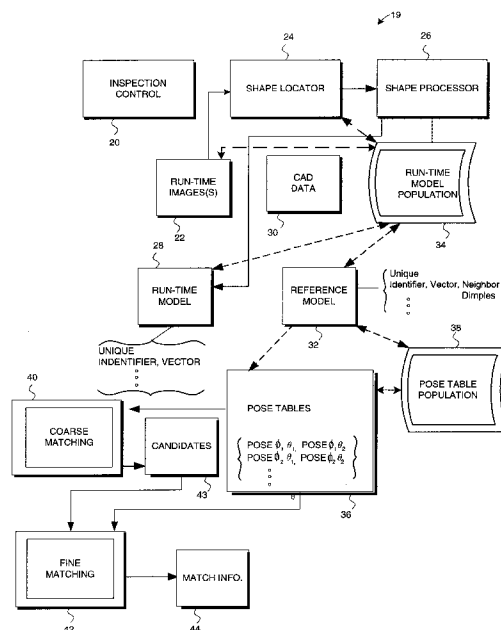 19
24
26
INSPECTION
CONTROL
20
SHAPE LOCATOR
SHAPE PROCESSOR
RUN-TIME
IMAGES(S)
22
CAD
DATA
30
RUN-TIME
MODEL
POPULATION
34
28
RUN-TIME
MODEL
REFERENCE
MODEL
32
Unique
Identifier, Vector, Neighbor
Dimples
UNIQUE
INDENTIFIER, VECTOR
38
POSE TABLE
POPULATION
40
COARSE
MATCHING
CANDIDATES
43
POSE TABLES
POSE ϕ₁ θ₁, POSE ϕ₁ θ₂
POSE ϕ₂ θ₁, POSE ϕ₂ θ₂
θ
36
FINE
MATCHING
42
MATCH INFO.
44